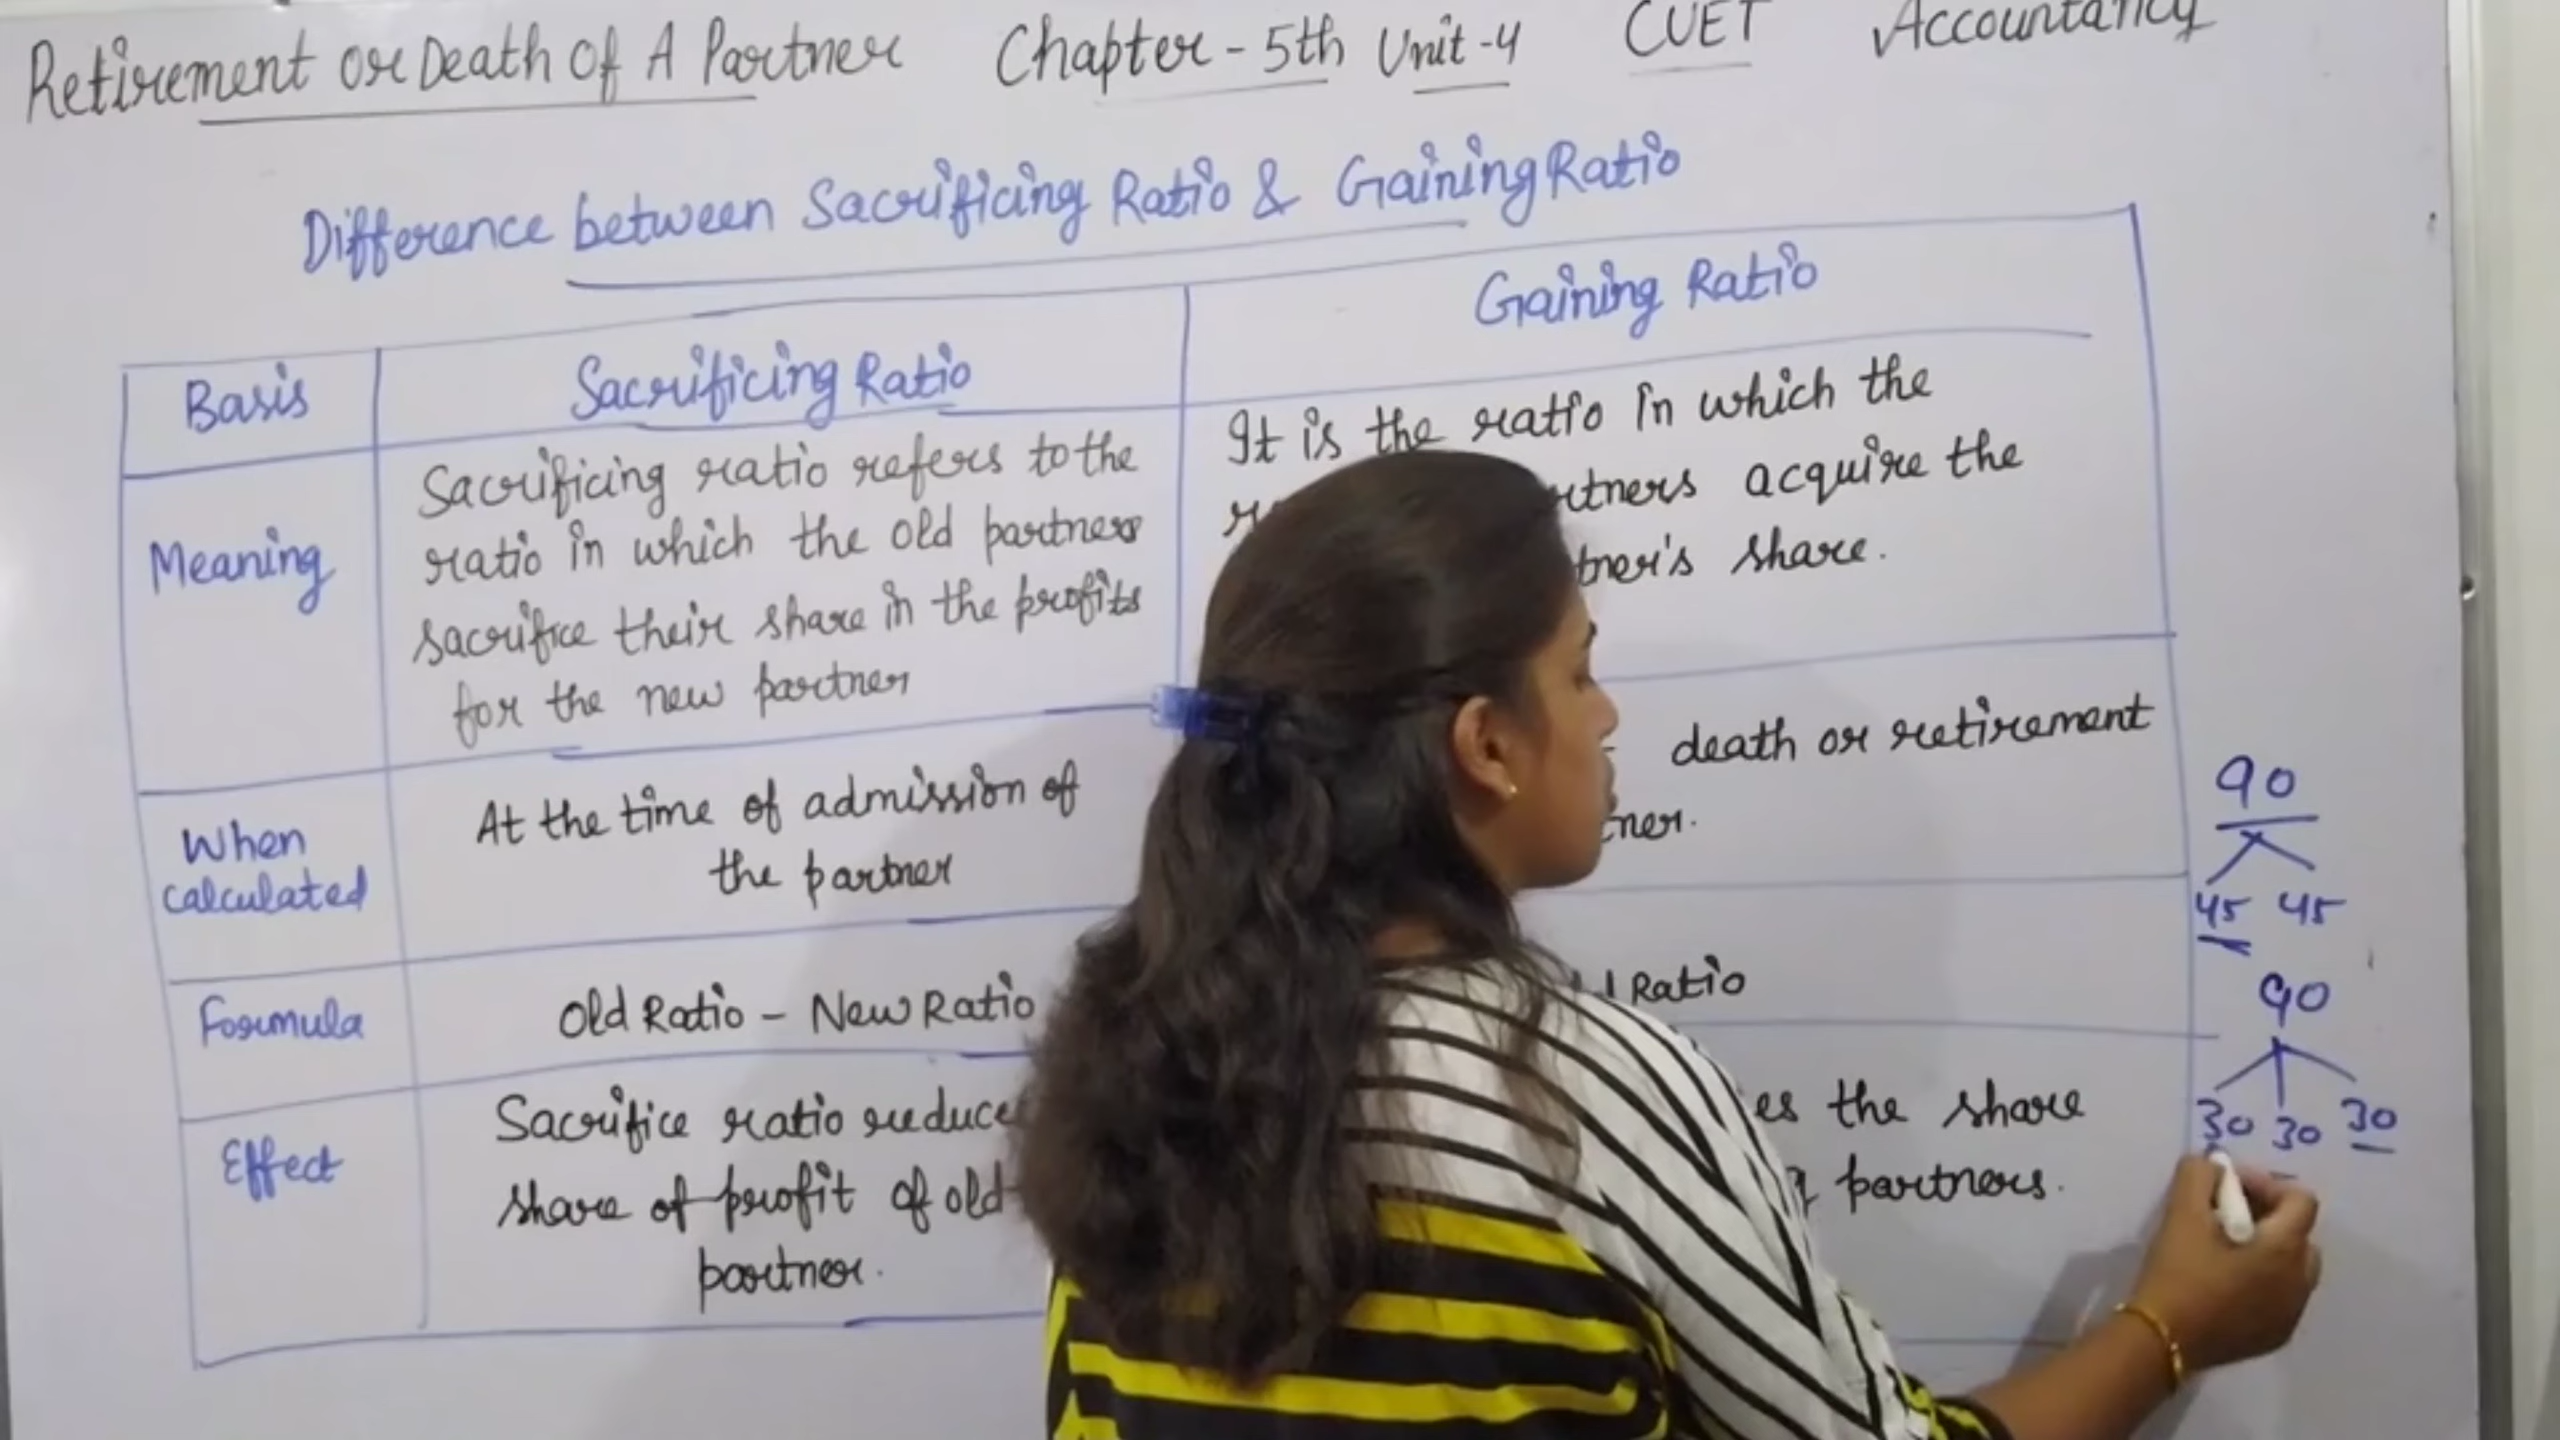 Retirement or Death Of A Partner Chapter - 5th Unit - 4 CUET Accountancy
Difference between Sacrificing Ratio & Gaining Ratio
Basis
Sacrificing Ratio
Gaining Ratio
Meaning
Sacrificing ratio refers to the
ratio in which the old partners
sacrifice their share in the profits
for the new partner
It is the ratio in which the
acquire the
share.
When
calculated
At the time of admission of
the partner
death or retirement
Formula
Old Ratio - New Ratio
Ratio
Effect
Sacrifice ratio reduce
share of profit of old
partner.
the share
partners.
90
45 45
90
30 30 30